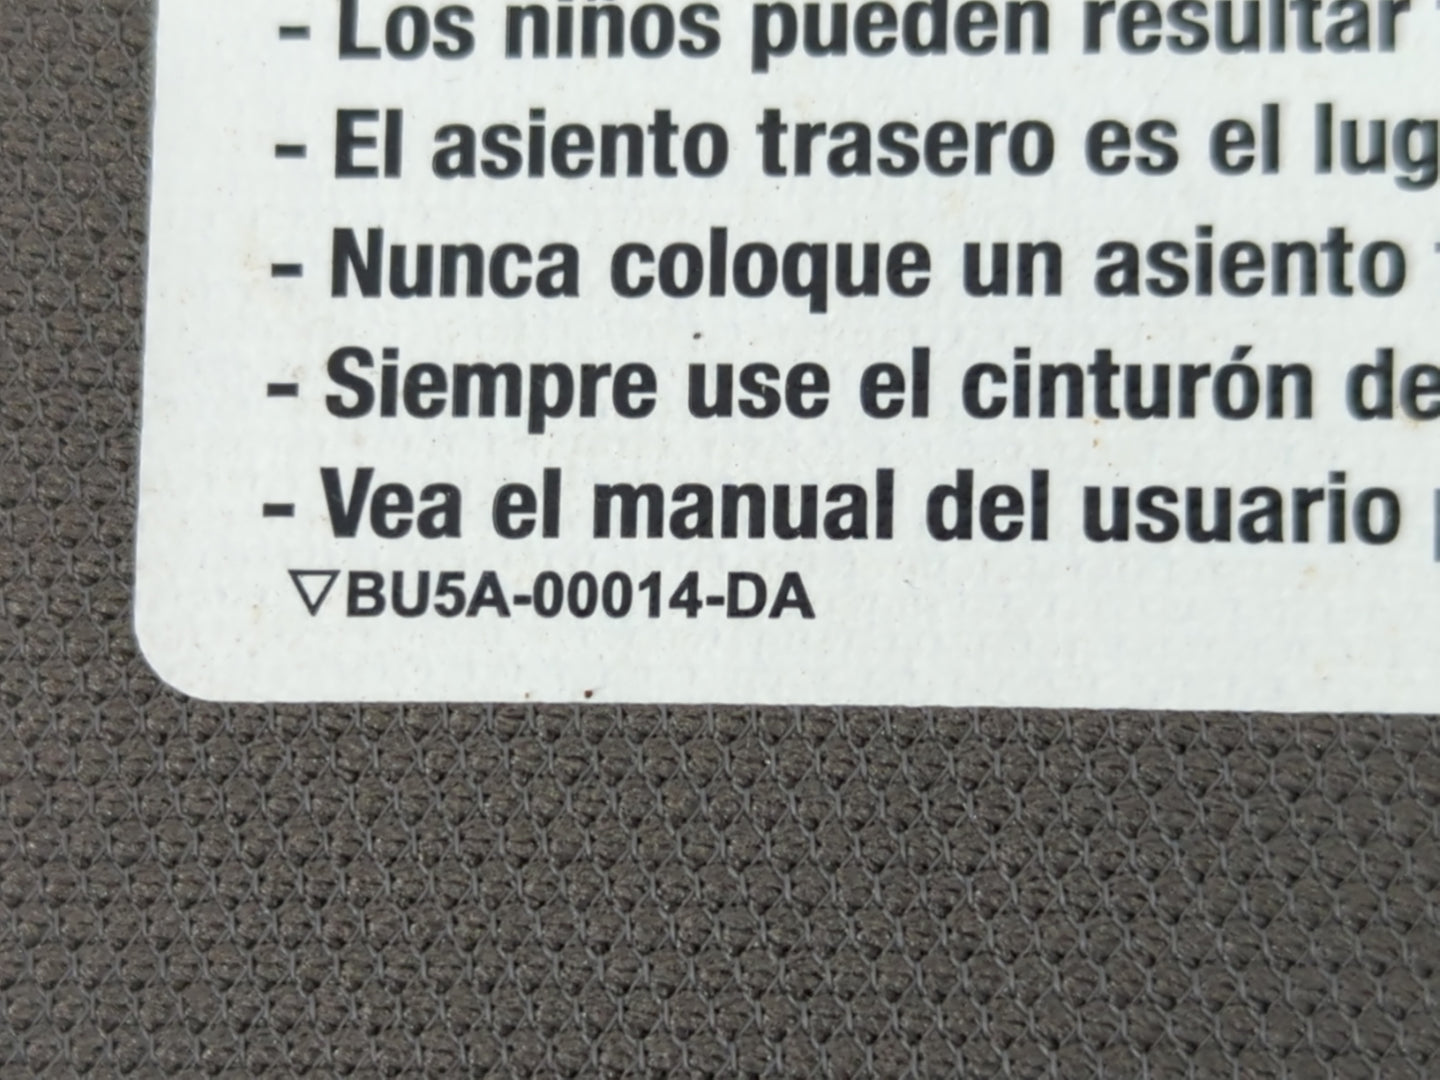 - Los niños pueden resultar
- El asiento trasero es el
- Nunca coloque un asiento
- Siempre use el cinturón de
- Vea el manual del usuario
▽BU5A-00014-DA